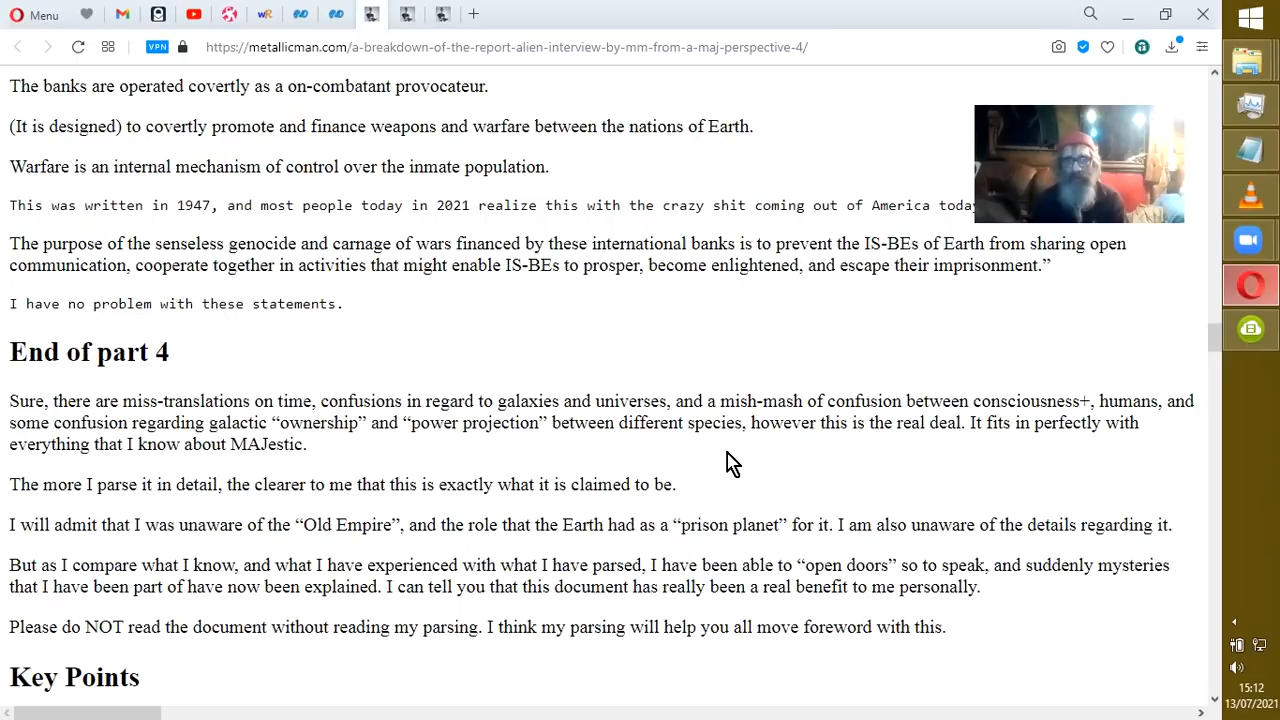 Menu
VPN
https://metallicman.com/a-breakdown-of-the-report-alien-interview-by-mm-from-a-maj-perspective-4/
The banks are operated covertly as a on-combatant provocateur.
(It is designed) to covertly promote and finance weapons and warfare between the nations of Earth.
Warfare is an internal mechanism of control over the inmate population.
This was written in 1947, and most people today in 2021 realize this with the crazy shit coming out of America today
The purpose of the senseless genocide and carnage of wars financed by these international banks is to prevent the IS-BEs of Earth from sharing open
communication, cooperate together in activities that might enable IS-BEs to prosper, become enlightened, and escape their imprisonment.”
I have no problem with these statements.
End of part 4
Sure, there are miss-translations on time, confusions in regard to galaxies and universes, and a mish-mash of confusion between consciousness+, humans, and
some confusion regarding galactic “ownership” and “power projection” between different species, however this is the real deal. It fits in perfectly with
everything that I know about MAJestic.
The more I parse it in detail, the clearer to me that this is exactly what it is claimed to be.
I will admit that I was unaware of the “Old Empire”, and the role that the Earth had as a “prison planet” for it. I am also unaware of the details regarding it.
But as I compare what I know, and what I have experienced with what I have parsed, I have been able to “open doors” so to speak, and suddenly mysteries
that I have been part of have now been explained. I can tell you that this document has really been a real benefit to me personally.
Please do NOT read the document without reading my parsing. I think my parsing will help you all move foreword with this.
Key Points
15:12
13/07/2021